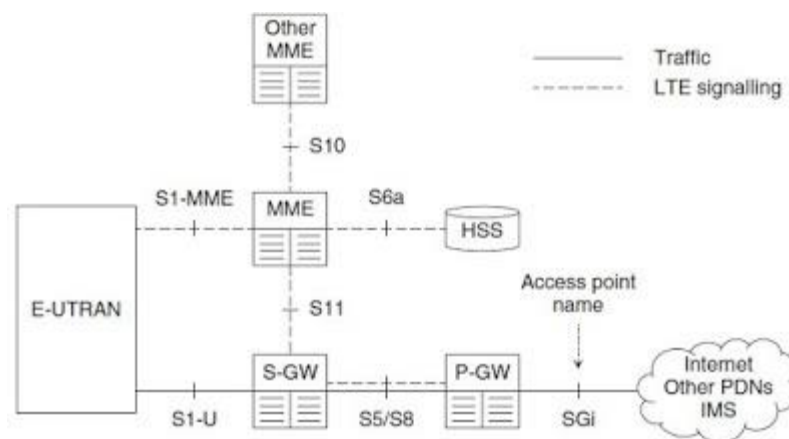 Other
MME
Traffic
LTE signalling
S10
S1-MME
MME
S6a
HSS
E-UTRAN
S11
Access point
name
S-GW
P-GW
S1-U
S5/S8
SGi
Internet
Other PDNs
IMS